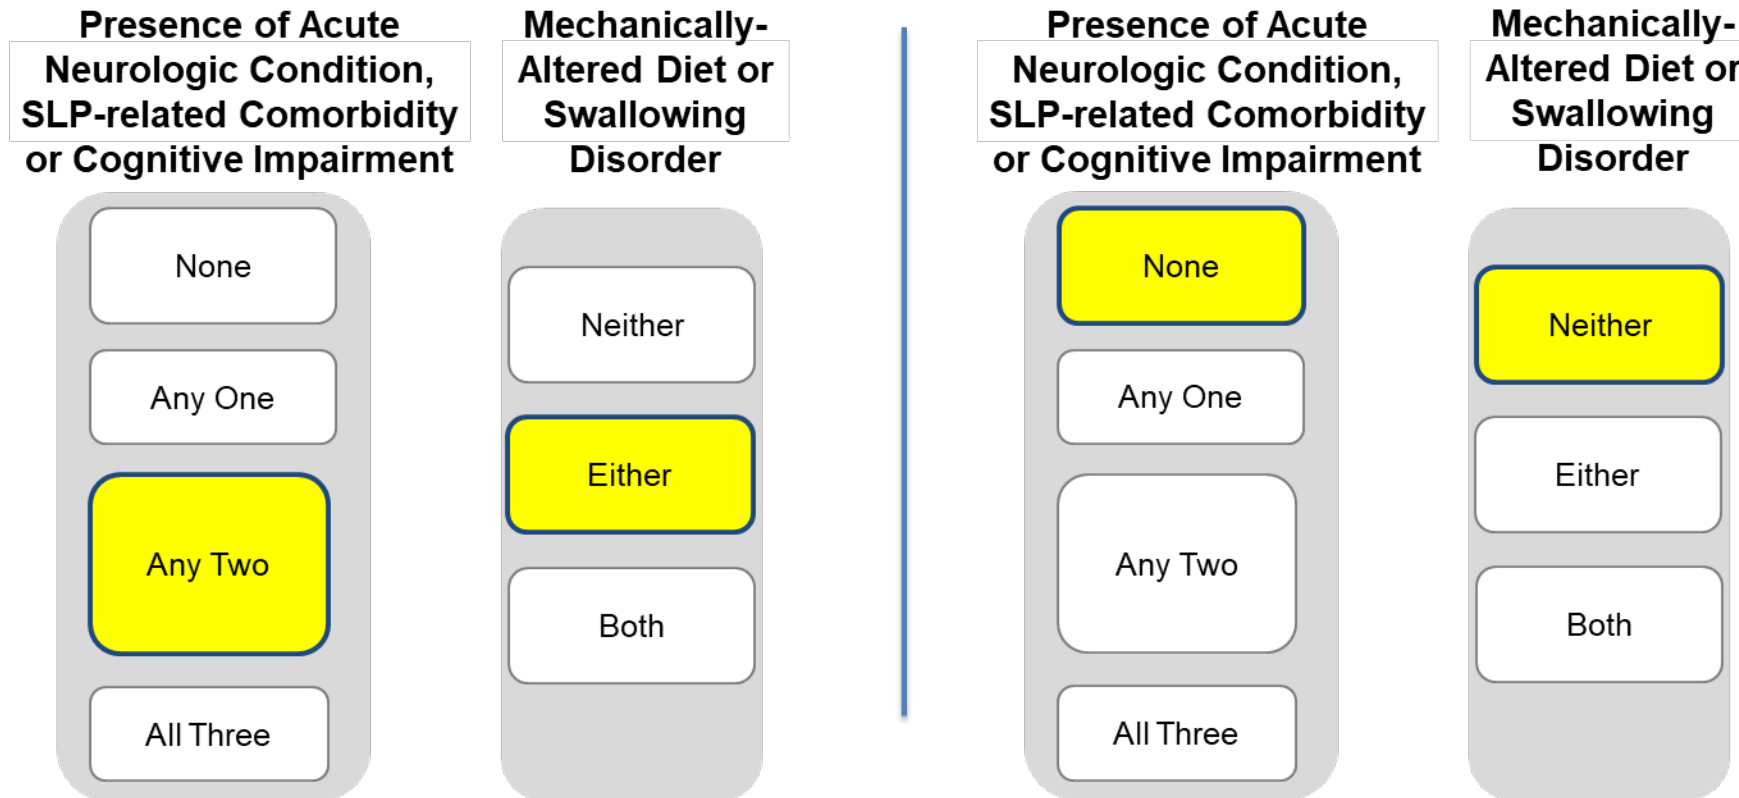 Presence of Acute
Neurologic Condition,
SLP-related Comorbidity
or Cognitive Impairment
None
Any One
Any Two
All Three
Mechanically-
Altered Diet or
Swallowing
Disorder
Neither
Either
Both
Presence of Acute
Neurologic Condition,
SLP-related Comorbidity
or Cognitive Impairment
None
Any One
Any Two
All Three
Mechanically-
Altered Diet or
Swallowing
Disorder
Neither
Either
Both